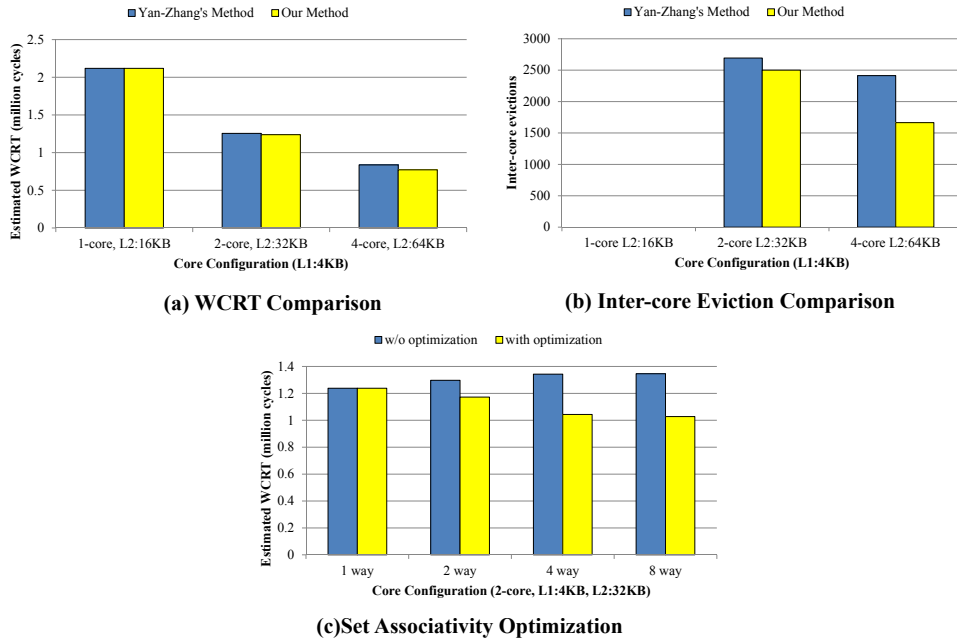 Yan-Zhang's Method Our Method
Estimated WCRT (million cycles)
2.5
2
1.5
1
0.5
0
1-core, L2:16KB 2-core, L2:32KB 4-core, L2:64KB
Core Configuration (L1:4KB)
(a) WCRT Comparison
Yan-Zhang's Method Our Method
Inter-core evictions
3000
2500
2000
1500
1000
500
0
1-core L2:16KB 2-core L2:32KB 4-core L2:64KB
Core Configuration (L1:4KB)
(b) Inter-core Eviction Comparison
w/o optimization with optimization
Estimated WCRT (million cycles)
1.4
1.2
1
0.8
0.6
0.4
0.2
0
1 way 2 way 4 way 8 way
Core Configuration (2-core, L1:4KB, L2:32KB)
(c)Set Associativity Optimization